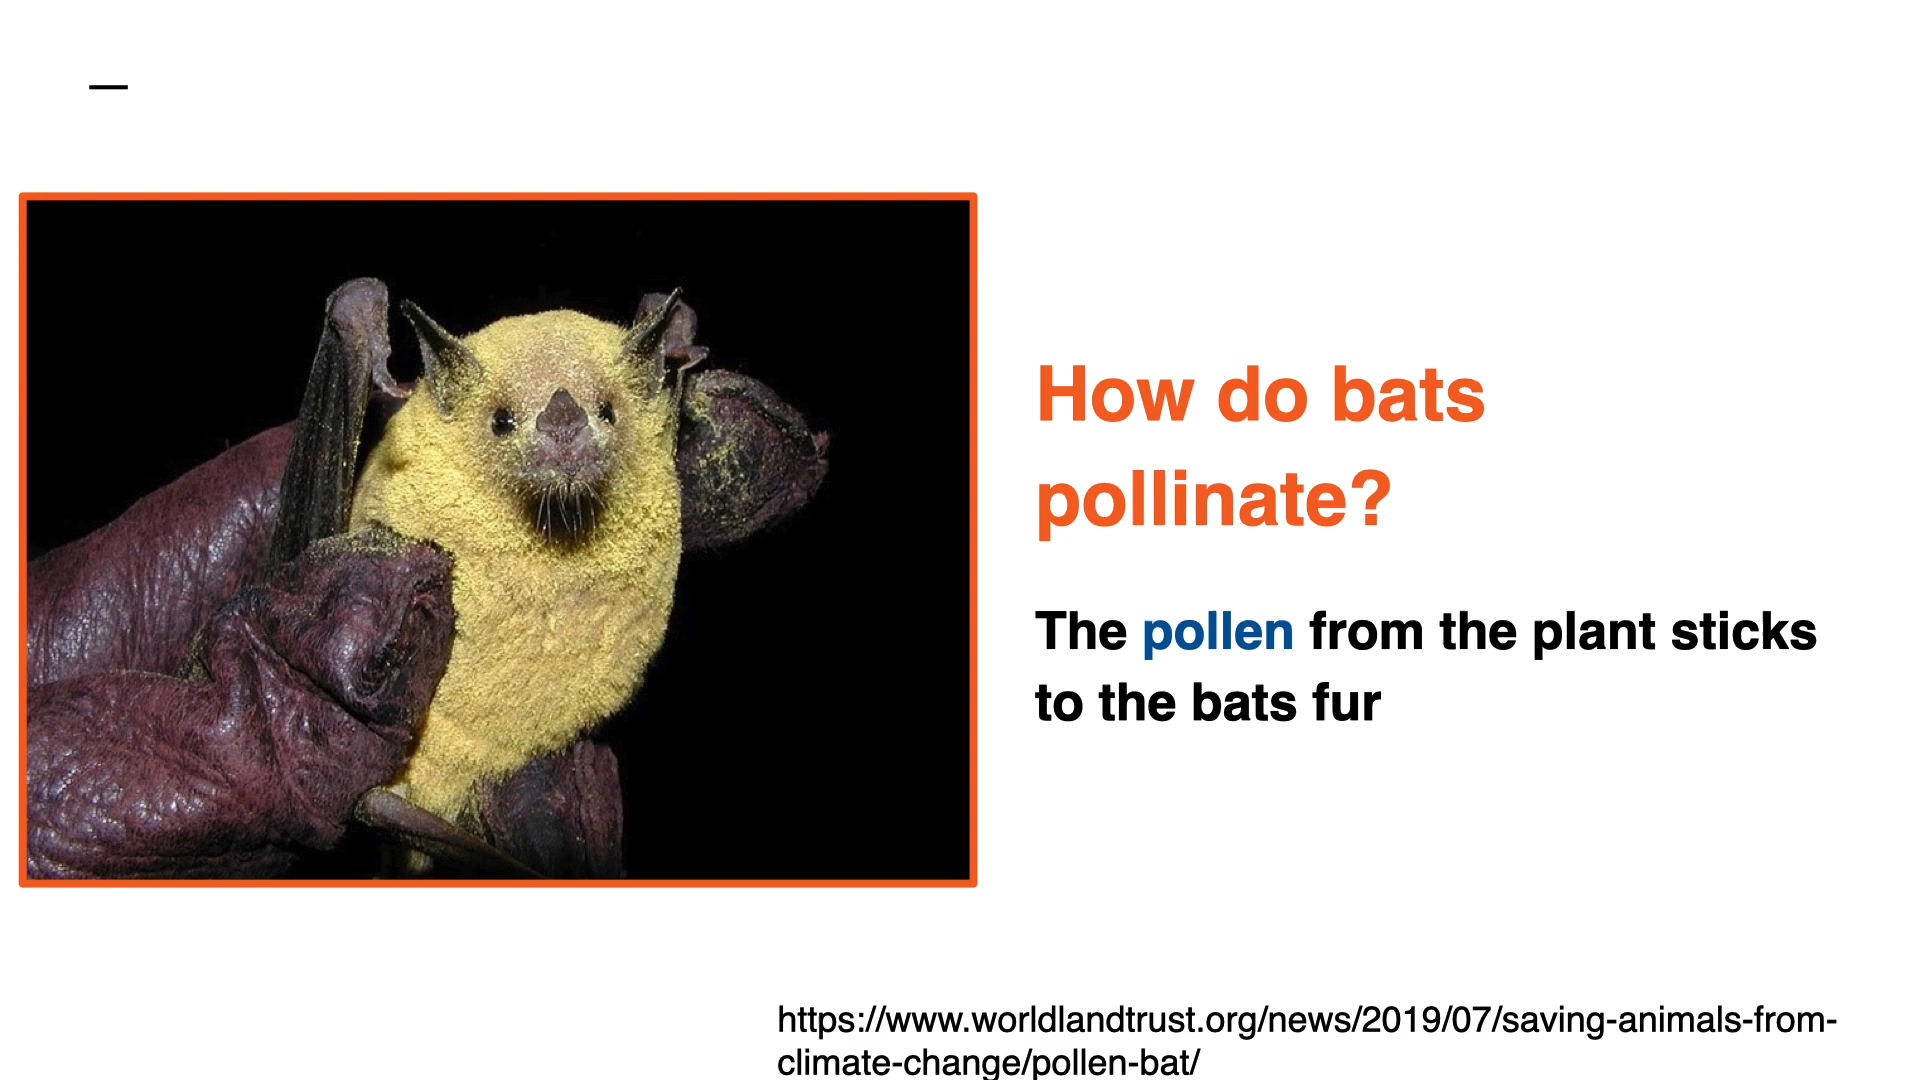 How do bats
pollinate?
The pollen from the plant sticks
to the bats fur
https://www.worldlandtrust.org/news/2019/07/saving-animals-from-
climate-change/pollen-bat/